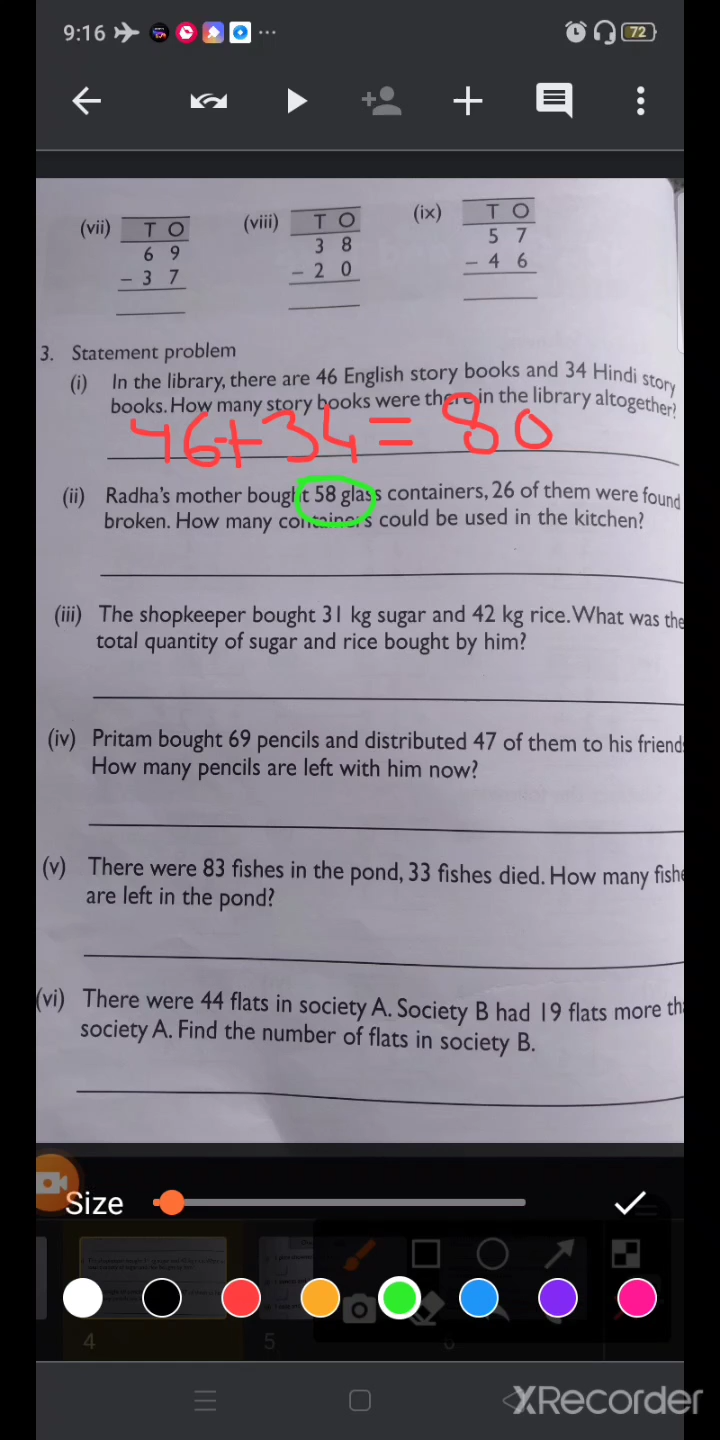 9:16 72
(vii) T O (viii) T O (ix) T O
6 9 3 8 5 7
- 3 7 - 2 0 - 4 6
3. Statement problem
(i) In the library, there are 46 English story books and 34 Hindi story
books. How many story books were there in the library altogether?
46+34=80
(ii) Radha's mother bought 58 glass containers, 26 of them were found
broken. How many containers could be used in the kitchen?
(iii) The shopkeeper bought 31 kg sugar and 42 kg rice. What was the
total quantity of sugar and rice bought by him?
(iv) Pritam bought 69 pencils and distributed 47 of them to his friend
How many pencils are left with him now?
(v) There were 83 fishes in the pond, 33 fishes died. How many fishe
are left in the pond?
(vi) There were 44 flats in society A. Society B had 19 flats more tha
society A. Find the number of flats in society B.
Size
4 5 6
XRecorder